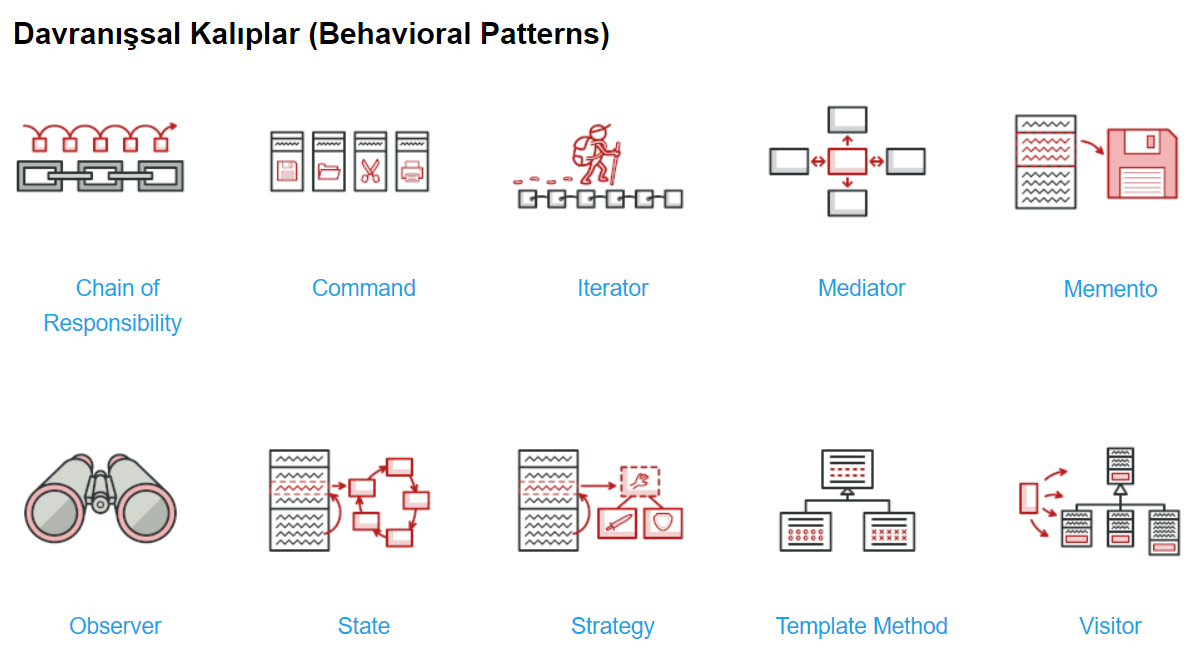 Davranışsal Kalıplar (Behavioral Patterns)
Chain of
Responsibility
Command
Iterator
Mediator
Memento
Observer
State
Strategy
Template Method
Visitor